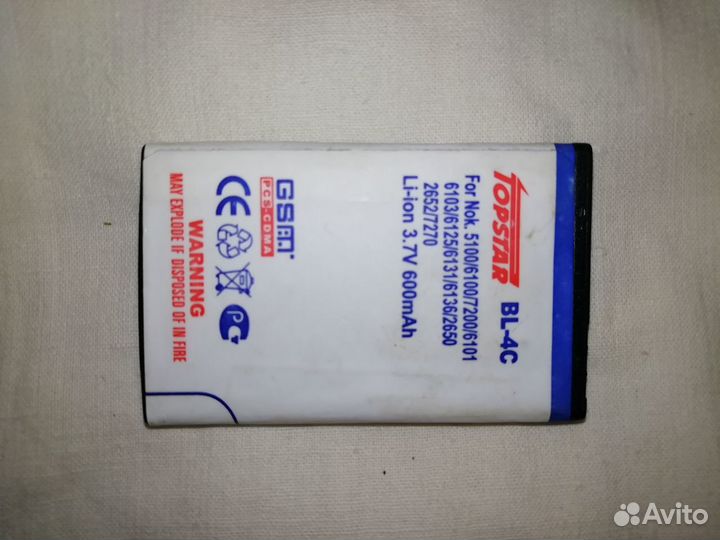 TOPSTAR BL-4C
For Nok. 5100/6100/7200/6101
6103/6125/6131/6136/2650
2652/7270
Li-ion 3.7V 600mAh
GSM
PCS-CDMA
CE
РС
WARNING
MAY EXPLODE IF DISPOSED OF IN FIRE
Avito